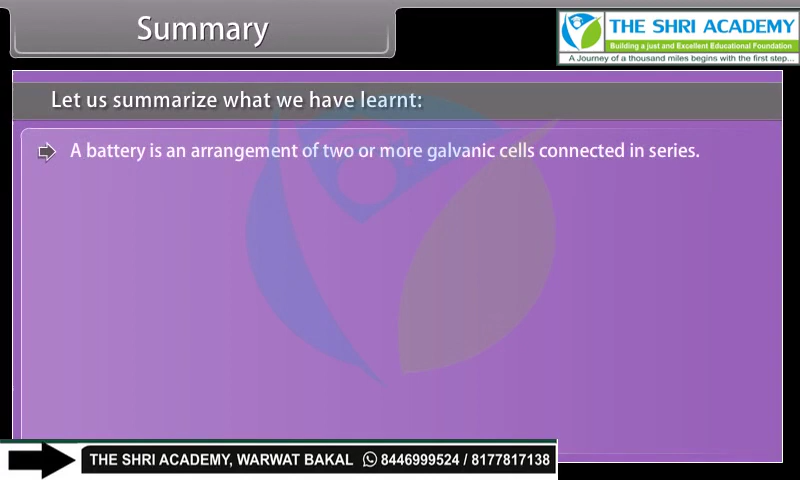 Summary
THE SHRI ACADEMY
Building a just and Excellent Educational Foundation
A Journey of a thousand miles begins with the first step...
Let us summarize what we have learnt:
A battery is an arrangement of two or more galvanic cells connected in series.
THE SHRI ACADEMY, WARWAT BAKAL 8446999524 / 8177817138